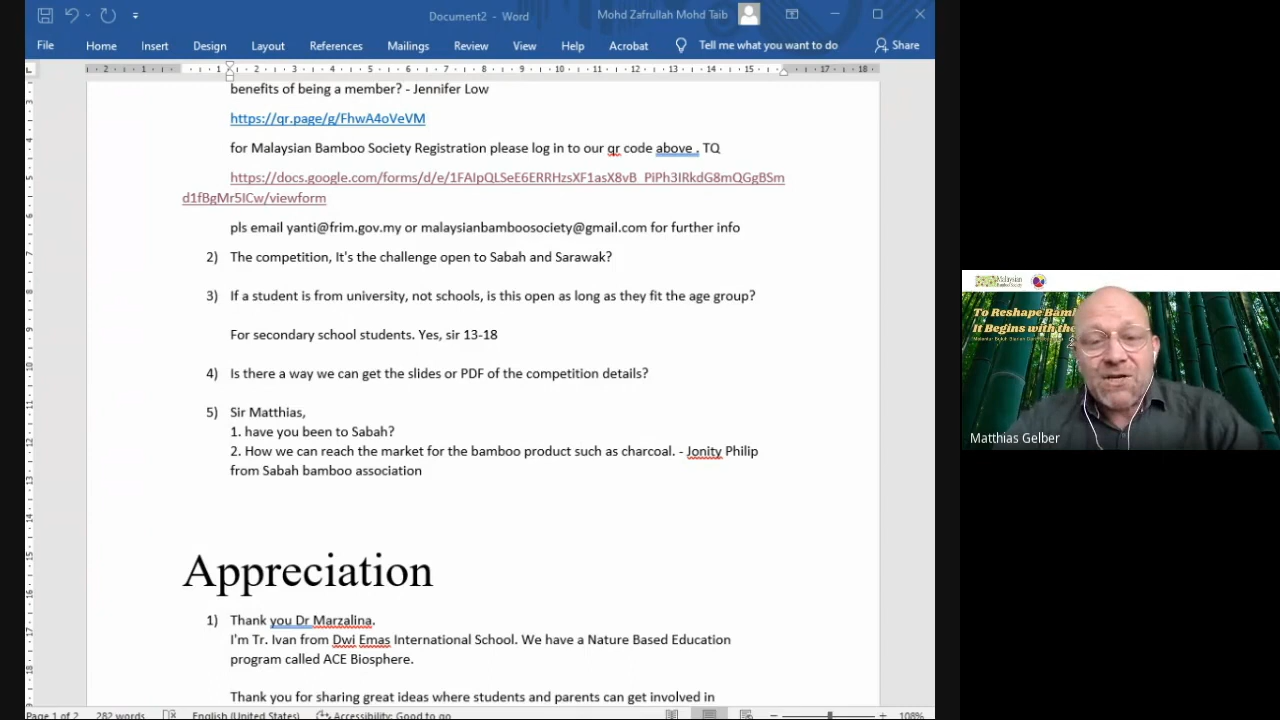 Document2 - Word
Mohd Zafrullah Mohd Taib
File Home Insert Design Layout References Mailings Review View Help Acrobat Tell me what you want to do Share
benefits of being a member? - Jennifer Low
https://qr.page/g/FhwA4oVeVM
for Malaysian Bamboo Society Registration please log in to our qr code above . TQ
https://docs.google.com/forms/d/e/1FAIpQLSeE6ERRHzsXF1asX8vB_PiPh3IRkdG8mQGgBSm
d1fBgMr5ICw/viewform
pls email yanti@frim.gov.my or malaysianbamboosociety@gmail.com for further info
2) The competition, It's the challenge open to Sabah and Sarawak?
3) If a student is from university, not schools, is this open as long as they fit the age group?
For secondary school students. Yes, sir 13-18
4) Is there a way we can get the slides or PDF of the competition details?
5) Sir Matthias,
1. have you been to Sabah?
2. How we can reach the market for the bamboo product such as charcoal. - Jonity Philip
from Sabah bamboo association
Appreciation
1) Thank you Dr Marzalina.
I'm Tr. Ivan from Dwi Emas International School. We have a Nature Based Education
program called ACE Biosphere.
Thank you for sharing great ideas where students and parents can get involved in
Page 1 of 2 282 words English (United States) Accessibility: Good to go 108%
Malaysian
Bamboo Society
To Reshape Bam
It Begins with the
Matthias Gelber